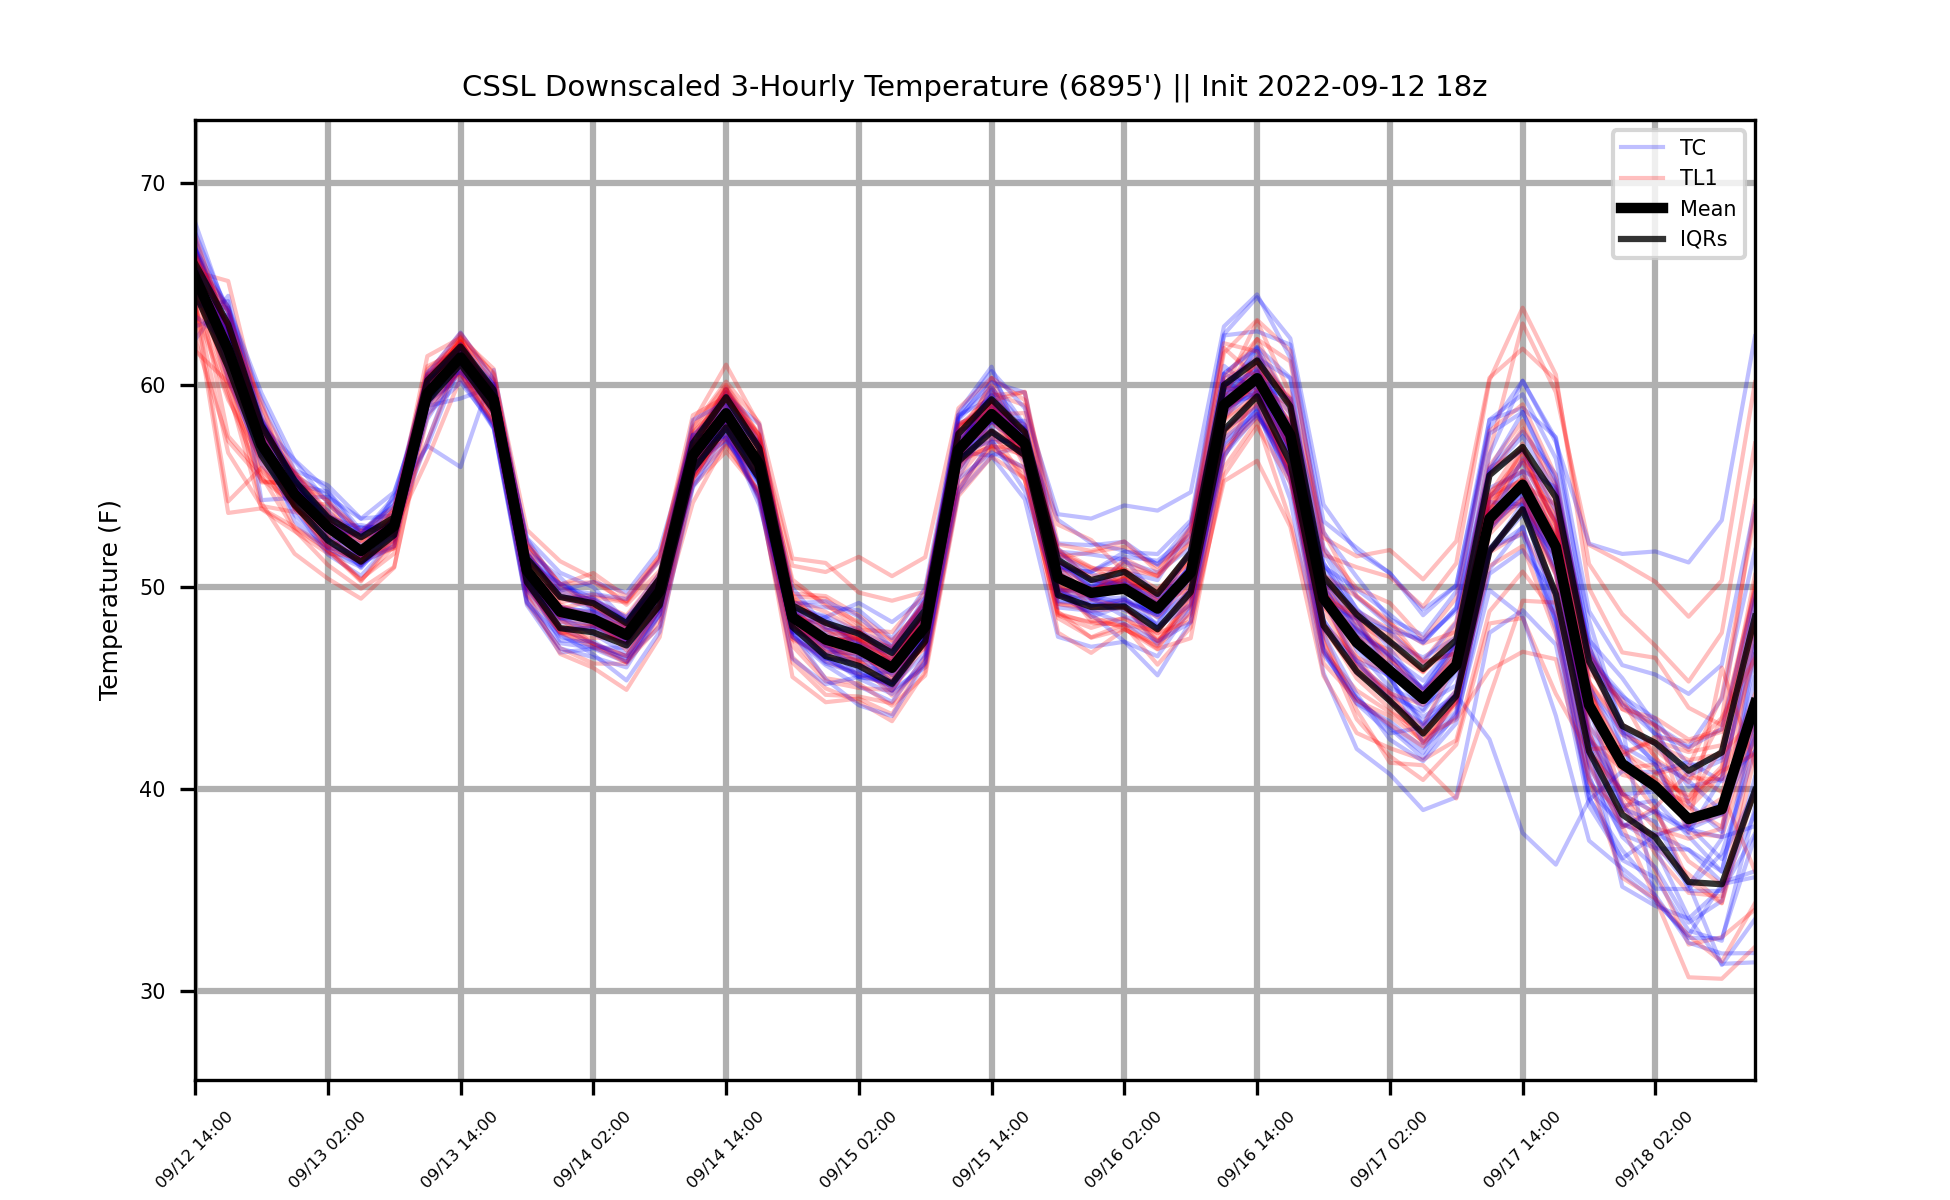 CSSL Downscaled 3-Hourly Temperature (6895') || Init 2022-09-12 18z
TC
TL1
Mean
IQRs
Temperature (F)
70
60
50
40
30
09/12 14:00
09/13 02:00
09/13 14:00
09/14 02:00
09/14 14:00
09/15 02:00
09/15 14:00
09/16 02:00
09/16 14:00
09/17 02:00
09/17 14:00
09/18 02:00